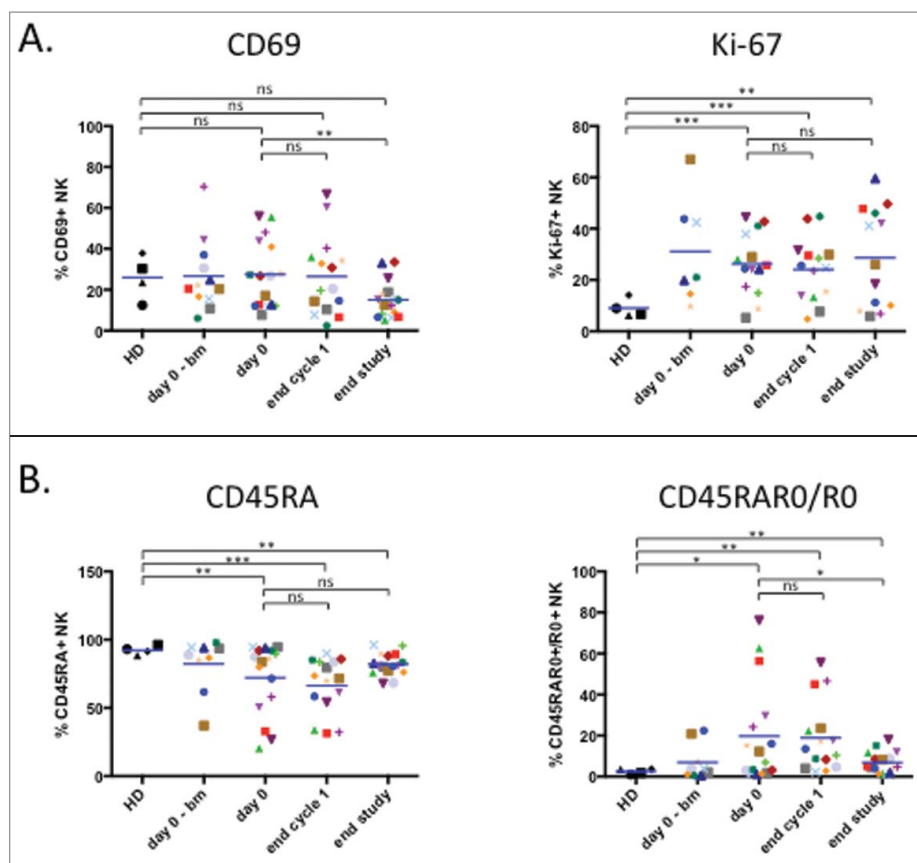 A.
CD69
Ki-67
ns
ns
ns
**
ns
100
80
60
40
20
0
% CD69+ NK
HD
day 0 - bm
day 0
end cycle 1
end study
**
***
***
ns
ns
80
60
40
20
0
% Ki-67+ NK
HD
day 0 - bm
day 0
end cycle 1
end study
B.
CD45RA
CD45RAR0/R0
**
***
**
ns
ns
150
100
50
0
% CD45RA+ NK
HD
day 0 - bm
day 0
end cycle 1
end study
**
**
*
*
ns
100
80
60
40
20
0
% CD45RAR0+/R0+ NK
HD
day 0 - bm
day 0
end cycle 1
end study